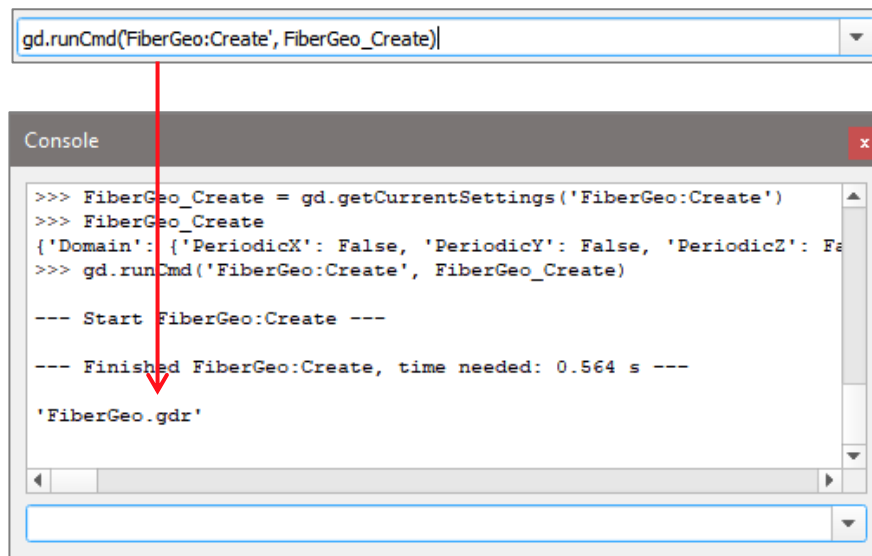 gd.runCmd('FiberGeo:Create', FiberGeo_Create)
Console
x
>>> FiberGeo_Create = gd.getCurrentSettings('FiberGeo:Create')
>>> FiberGeo_Create
{'Domain': {'PeriodicX': False, 'PeriodicY': False, 'PeriodicZ': Fa
>>> gd.runCmd('FiberGeo:Create', FiberGeo_Create)
--- Start FiberGeo:Create ---
--- Finished FiberGeo:Create, time needed: 0.564 s ---
'FiberGeo.gdr'